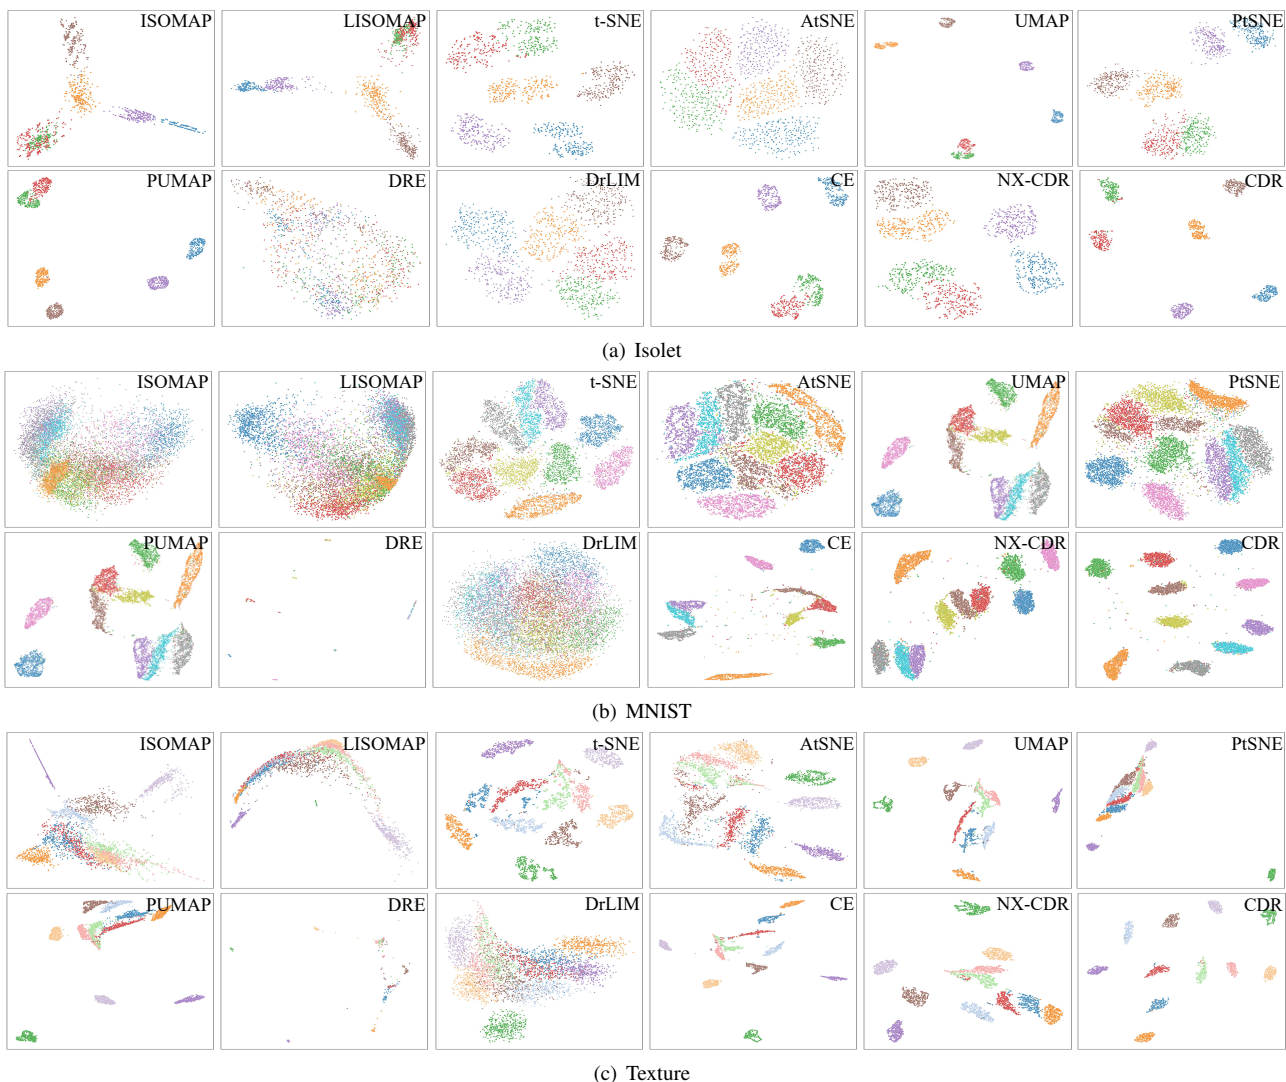 ISOMAP LISOMAP t-SNE AtSNE UMAP PtSNE
PUMAP DRE DrLIM CE NX-CDR CDR
(a) Isolet
ISOMAP LISOMAP t-SNE AtSNE UMAP PtSNE
PUMAP DRE DrLIM CE NX-CDR CDR
(b) MNIST
ISOMAP LISOMAP t-SNE AtSNE UMAP PtSNE
PUMAP DRE DrLIM CE NX-CDR CDR
(c) Texture